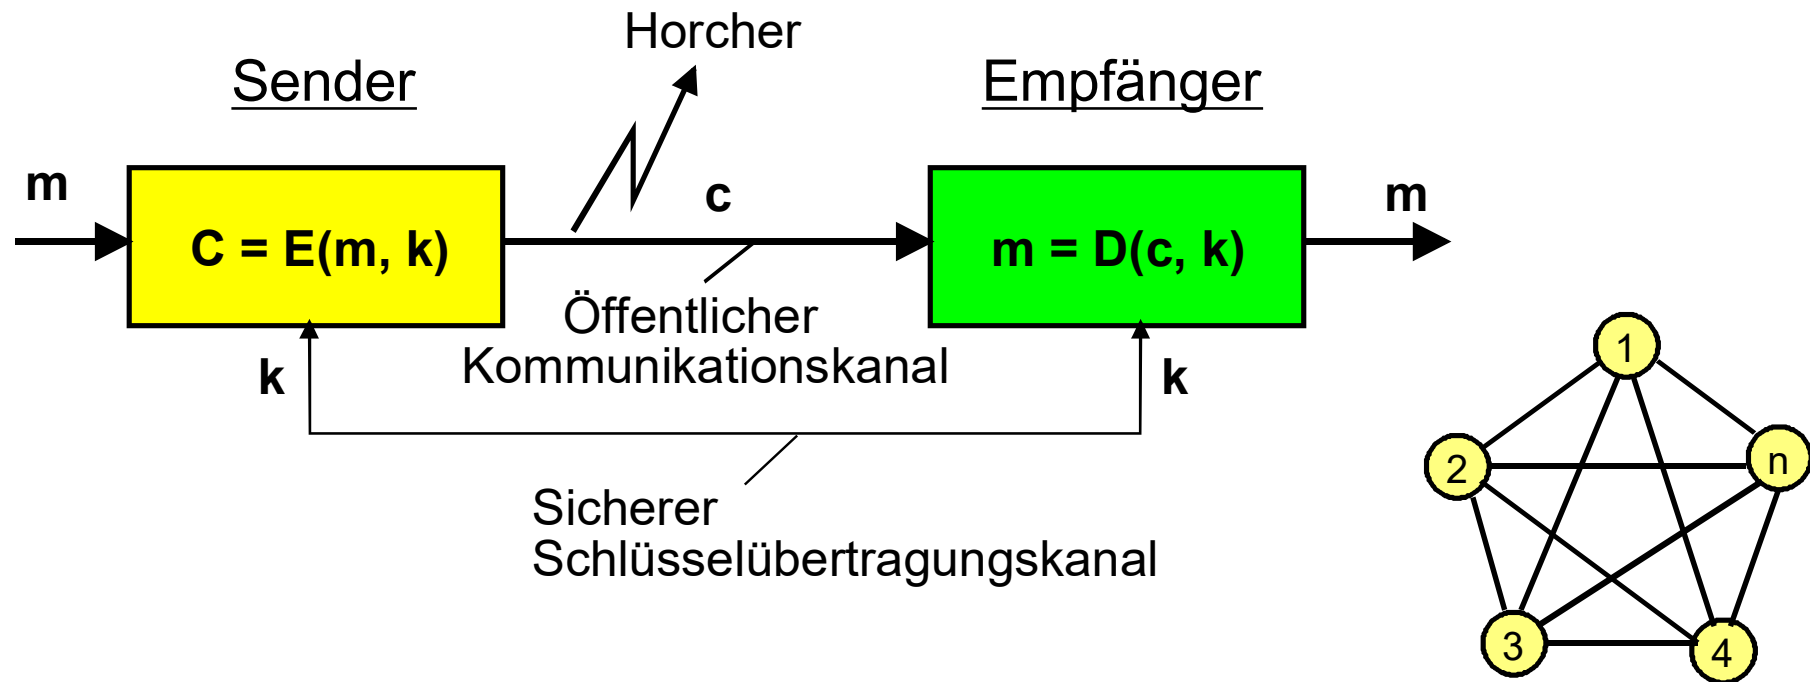 Horcher
Sender
Empfänger
m
C = E(m, k)
c
m = D(c, k)
m
Öffentlicher
Kommunikationskanal
k
k
Sicherer
Schlüsselübertragungskanal
1
2
n
3
4